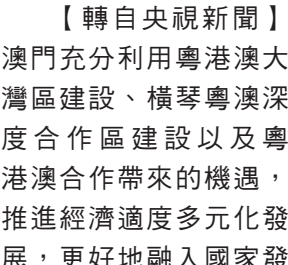 【轉自央視新聞】
澳門充分利用粵港澳大
灣區建設、橫琴粵澳深
度合作區建設以及粵
港澳合作帶來的機遇，
推進經濟適度多元化發
展，更好地融入國家發